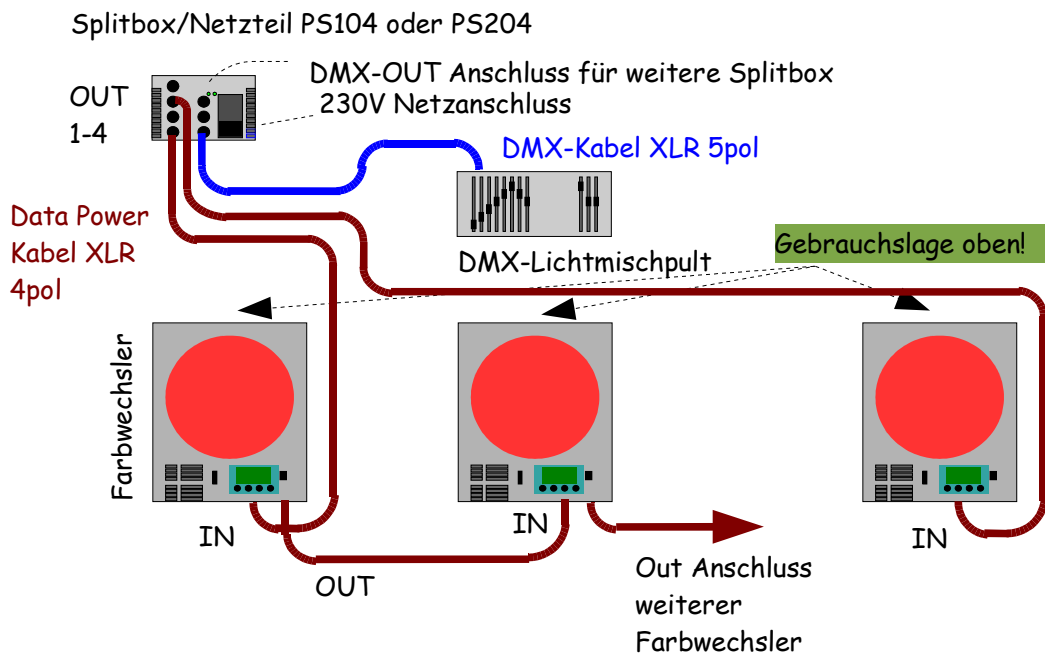 Splitbox/Netzteil PS104 oder PS204
DMX-OUT Anschluss für weitere Splitbox
230V Netzanschluss
OUT
1-4
DMX-Kabel XLR 5pol
Data Power
Kabel XLR
4pol
DMX-Lichtmischpult
Gebrauchslage oben!
Farbwechsler
IN
IN
IN
OUT
Out Anschluss
weiterer
Farbwechsler